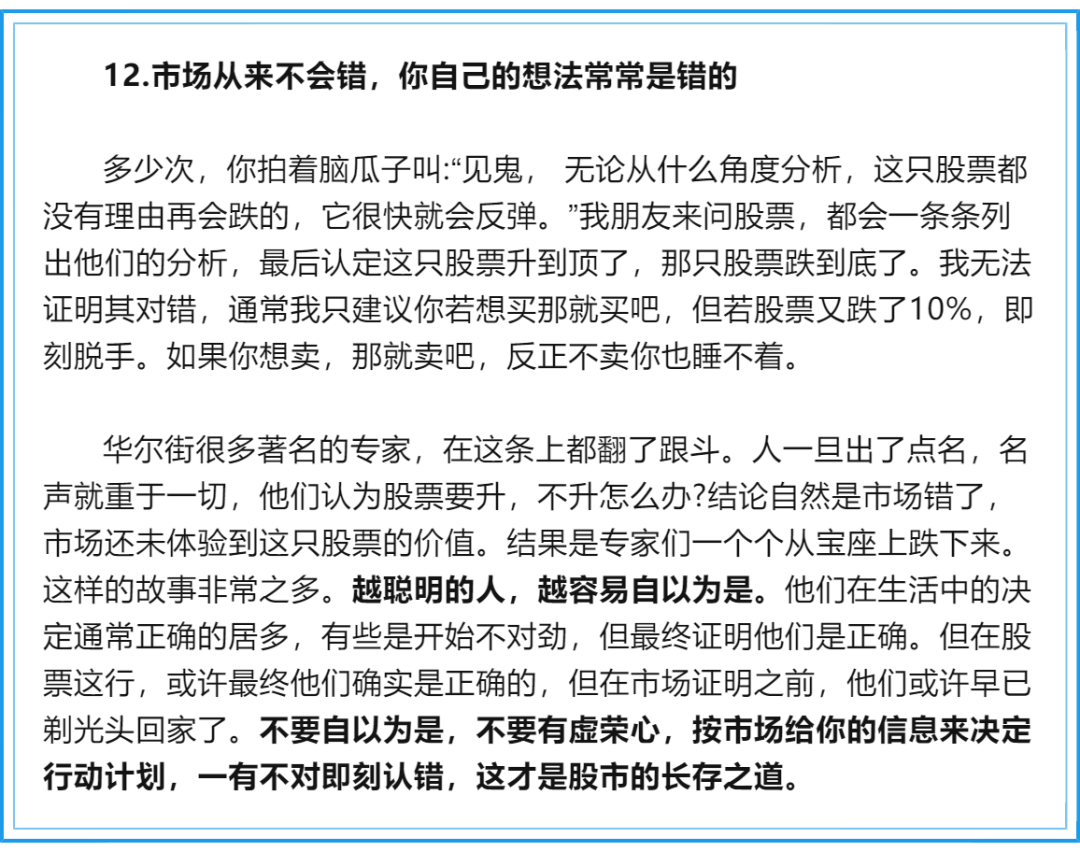 12.市场从来不会错，你自己的想法常常是错的
多少次，你拍着脑瓜子叫:“见鬼， 无论从什么角度分析，这只股票都
没有理由再会跌的，它很快就会反弹。”我朋友来问股票，都会一条条列
出他们的分析，最后认定这只股票升到顶了，那只股票跌到底了。我无法
证明其对错，通常我只建议你若想买那就买吧，但若股票又跌了10%，即
刻脱手。如果你想卖，那就卖吧，反正不卖你也睡不着。
华尔街很多著名的专家，在这条上都翻了跟斗。人一旦出了点名，名
声就重于一切，他们认为股票要升，不升怎么办?结论自然是市场错了，
市场还未体验到这只股票的价值。结果是专家们一个个从宝座上跌下来。
这样的故事非常之多。越聪明的人，越容易自以为是。他们在生活中的决
定通常正确的居多，有些是开始不对劲，但最终证明他们是正确。但在股
票这行，或许最终他们确实是正确的，但在市场证明之前，他们或许早已
剃光头回家了。不要自以为是，不要有虚荣心，按市场给你的信息来决定
行动计划，一有不对即刻认错，这才是股市的长存之道。